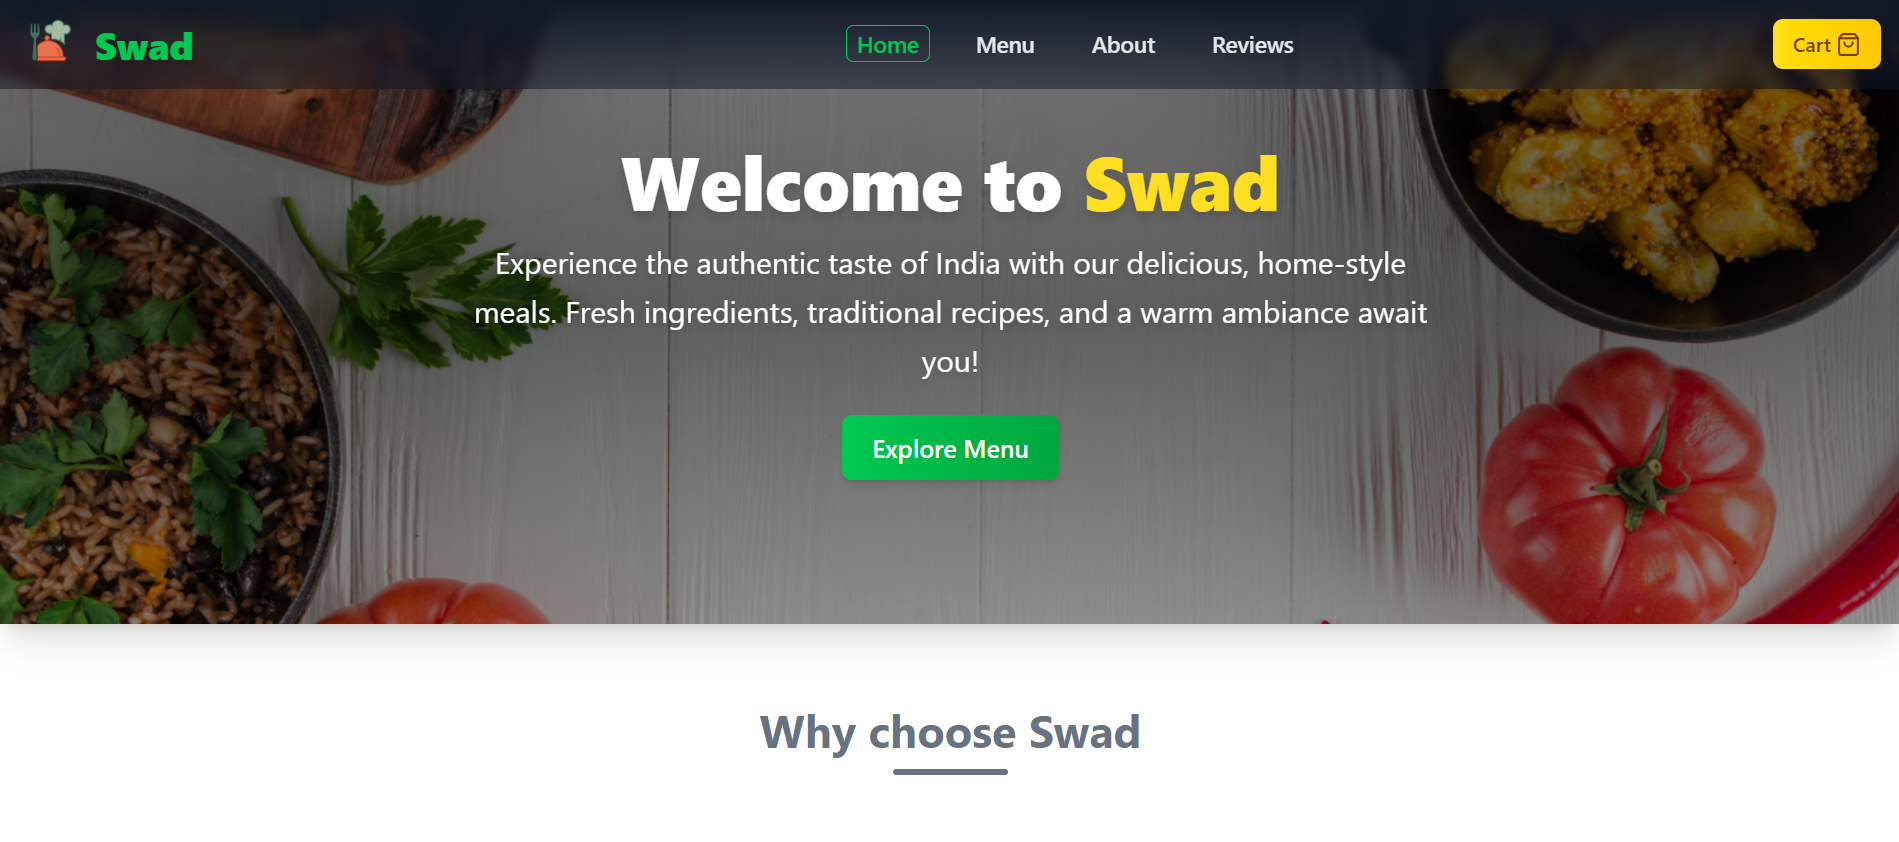 Swad
Home
Menu
About
Reviews
Cart
Welcome to Swad
Experience the authentic taste of India with our delicious, home-style
meals. Fresh ingredients, traditional recipes, and a warm ambiance await
you!
Explore Menu
Why choose Swad